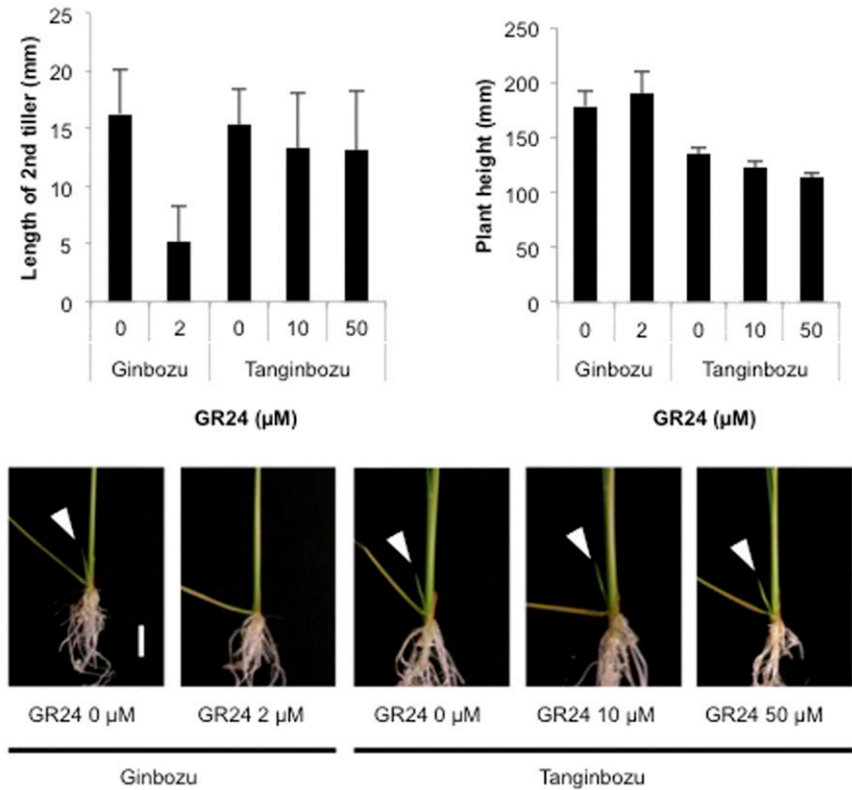 Length of 2nd tiller (mm)
25
20
15
10
5
0
0 2 0 10 50
Ginbozu Tanginbozu
GR24 (µM)
Plant height (mm)
250
200
150
100
50
0
0 2 0 10 50
Ginbozu Tanginbozu
GR24 (µM)
GR24 0 µM GR24 2 µM GR24 0 µM GR24 10 µM GR24 50 µM
Ginbozu Tanginbozu